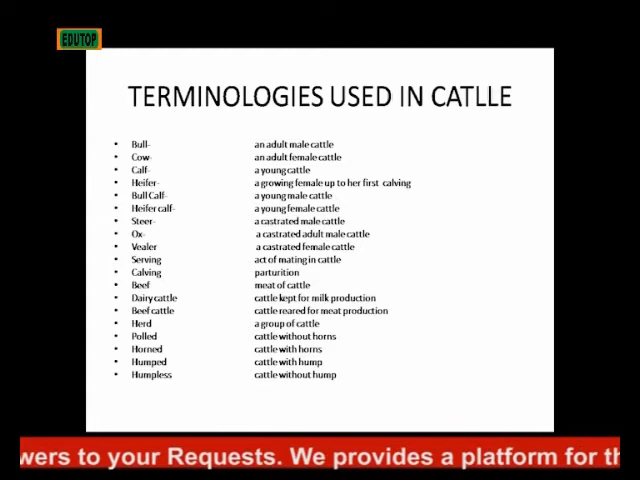 EDUTOP
TERMINOLOGIES USED IN CATLLE
• Bull- an adult male cattle
• Cow- an adult female cattle
• Calf- a young cattle
• Heifer- a growing female up to her first calving
• Bull Calf- a young male cattle
• Heifer calf- a young female cattle
• Steer- a castrated male cattle
• Ox- a castrated adult male cattle
• Vealer a castrated female cattle
• Serving act of mating in cattle
• Calving parturition
• Beef meat of cattle
• Dairy cattle cattle kept for milk production
• Beef cattle cattle reared for meat production
• Herd a group of cattle
• Polled cattle without horns
• Horned cattle with horns
• Humped cattle with hump
• Humpless cattle without hump
wers to your Requests. We provides a platform for th